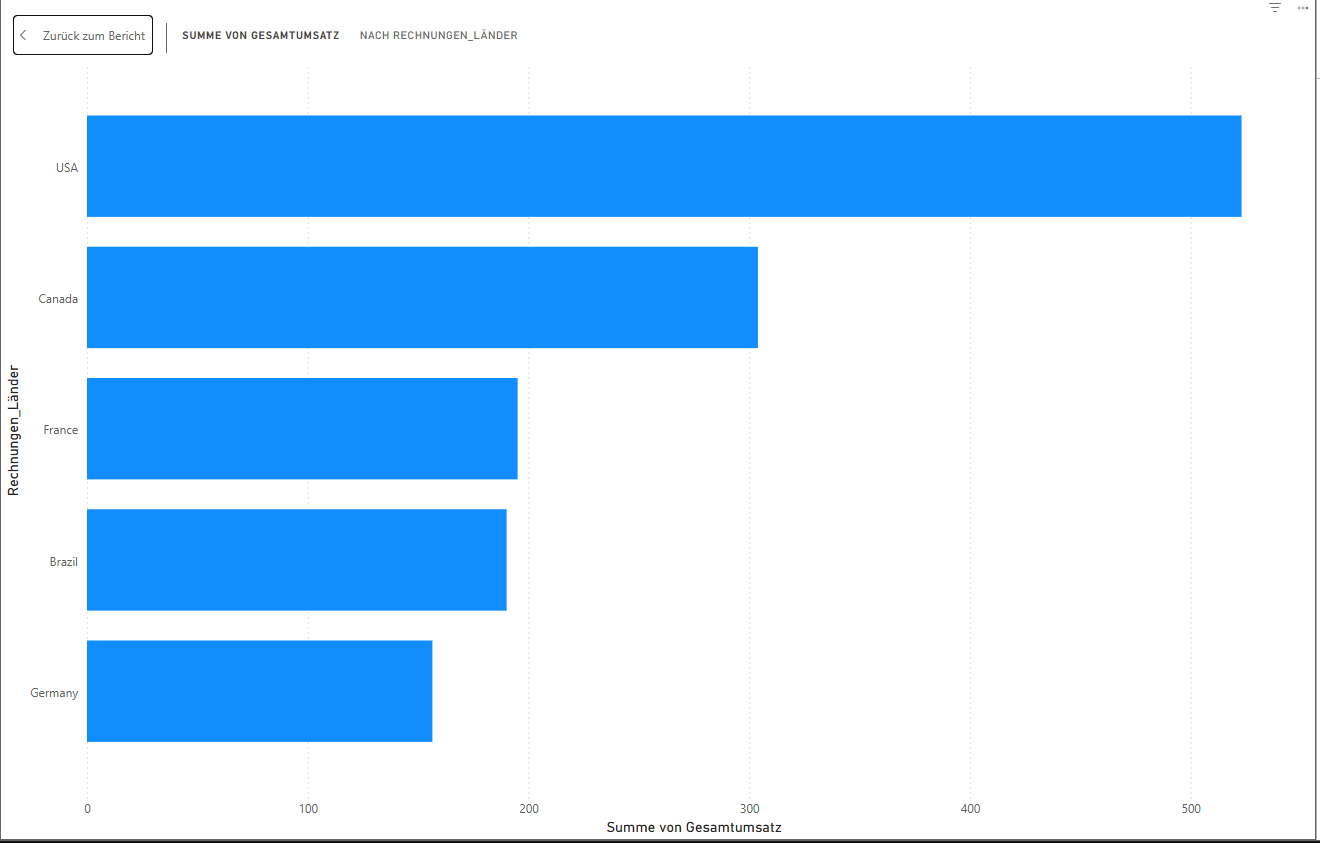 Zurück zum Bericht
SUMME VON GESAMTUMSATZ NACH RECHNUNGEN_LÄNDER
Rechnungen_Länder
USA
Canada
France
Brazil
Germany
0 100 200 300 400 500
Summe von Gesamtumsatz